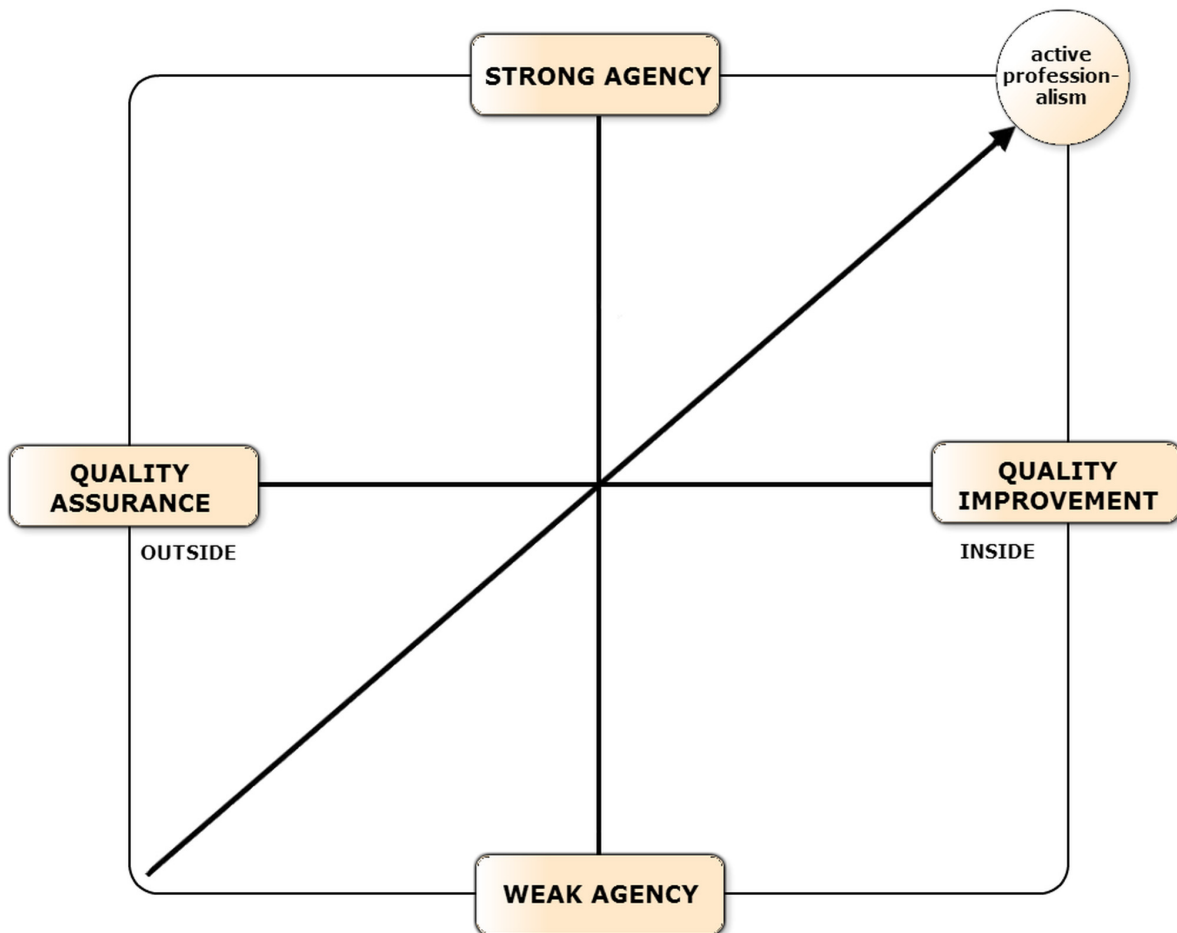 active
profession-
alism
STRONG AGENCY
QUALITY
ASSURANCE
QUALITY
IMPROVEMENT
OUTSIDE
INSIDE
WEAK AGENCY